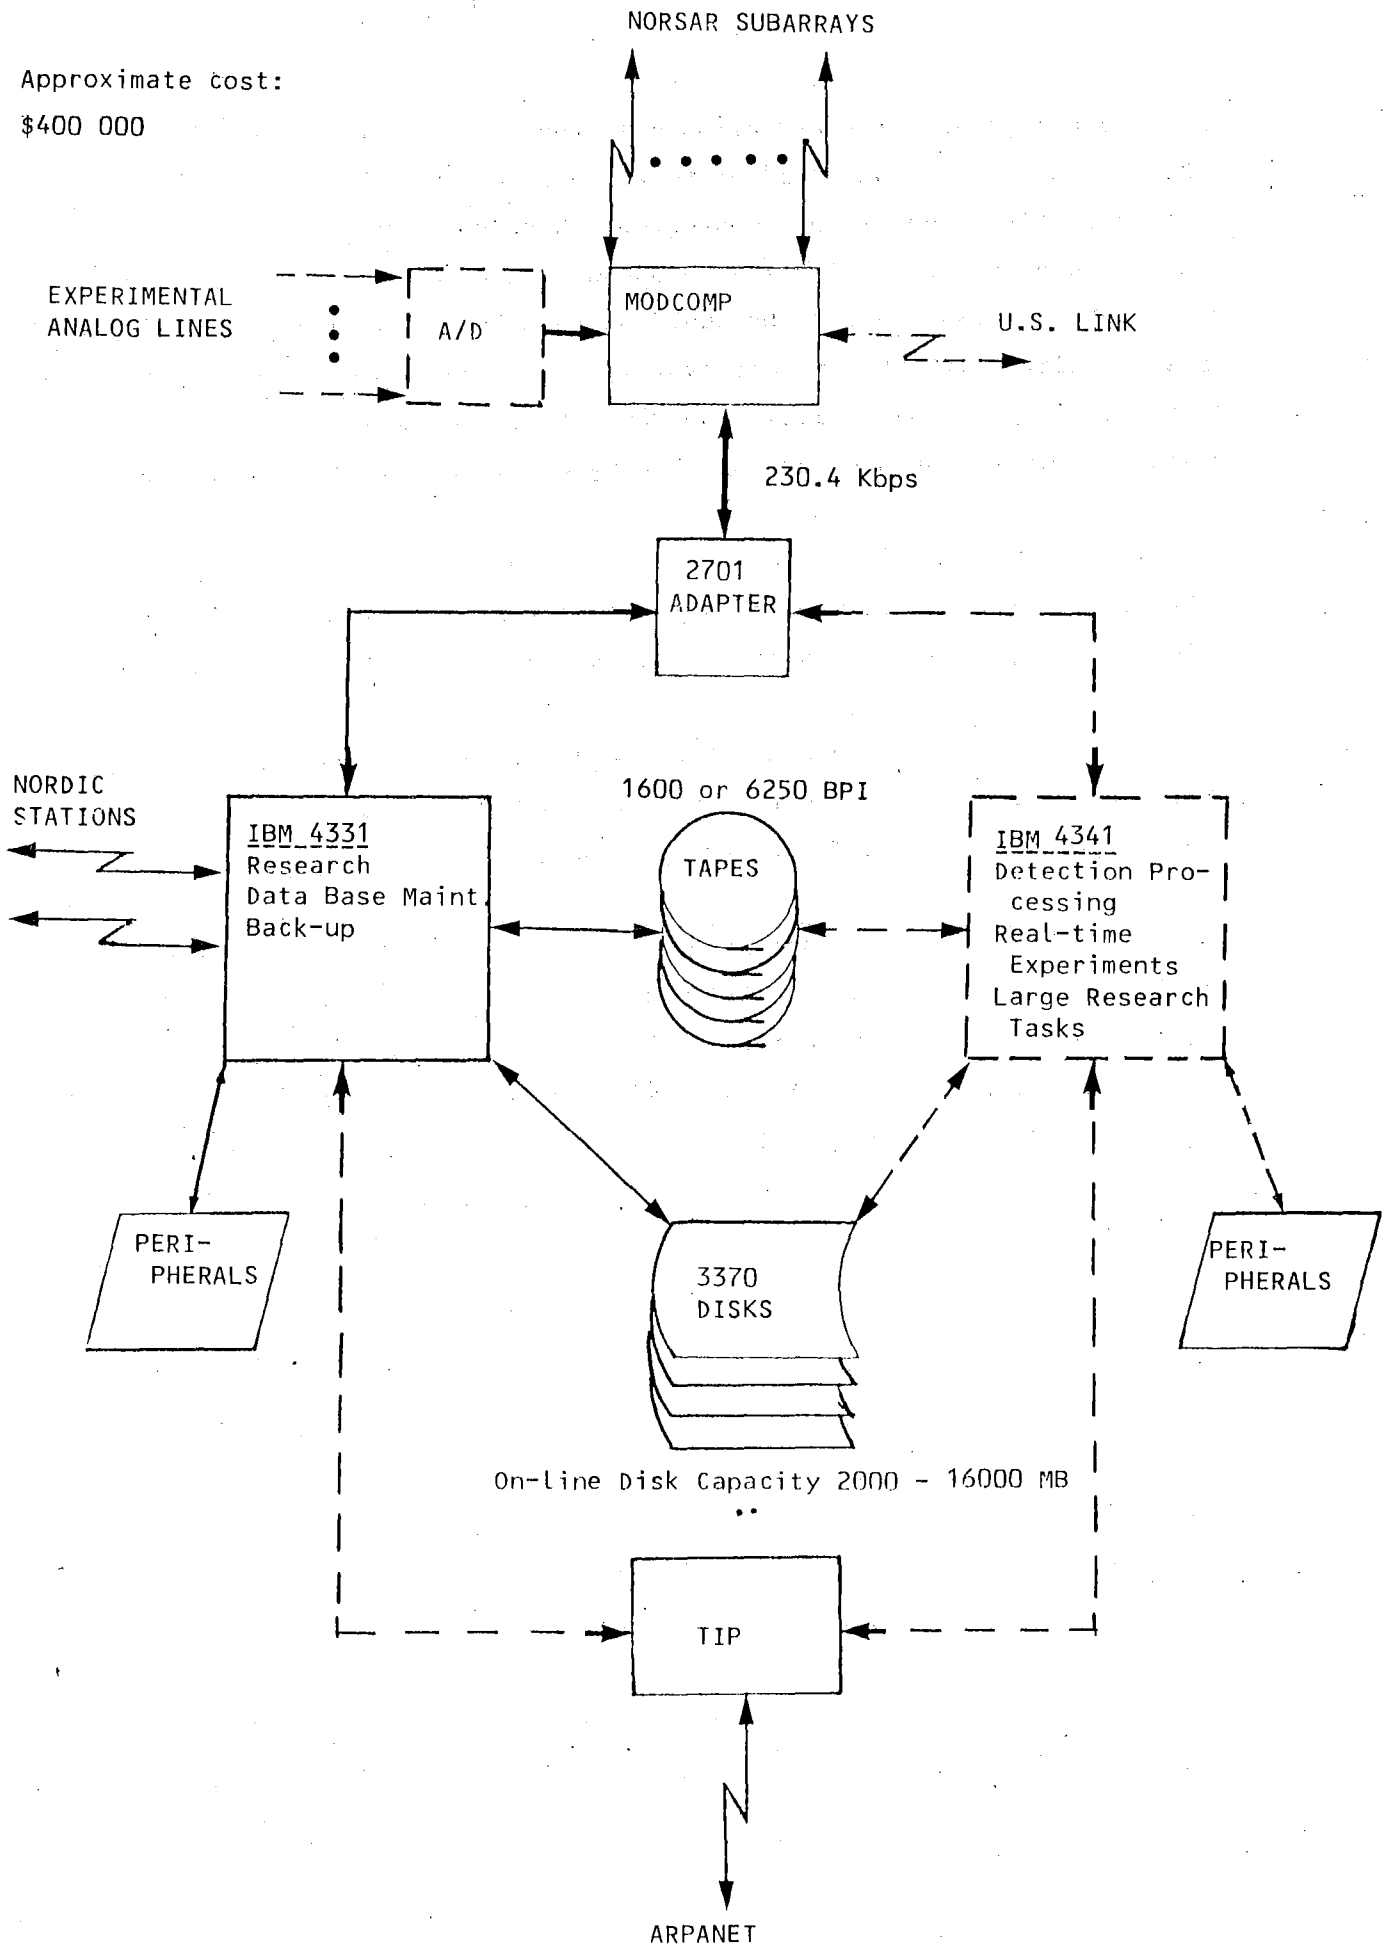 NORSAR SUBARRAYS
Approximate cost:
$400 000
EXPERIMENTAL
ANALOG LINES
A/D
MODCOMP
U.S. LINK
230.4 Kbps
2701
ADAPTER
NORDIC
STATIONS
IBM 4331
Research
Data Base Maint.
Back-up
1600 or 6250 BPI
TAPES
IBM 4341
Detection Pro-
cessing
Real-time
Experiments
Large Research
Tasks
PERI-
PHERALS
3370
DISKS
PERI-
PHERALS
On-line Disk Capacity 2000 - 16000 MB
TIP
ARPANET